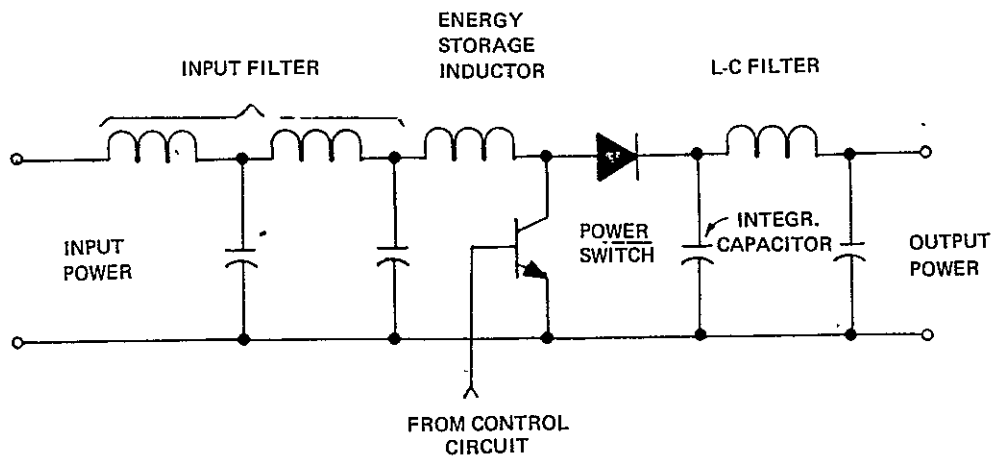 ENERGY
STORAGE
INDUCTOR
INPUT FILTER
L-C FILTER
INPUT
POWER
POWER
SWITCH
INTEGR.
CAPACITOR
OUTPUT
POWER
FROM CONTROL
CIRCUIT